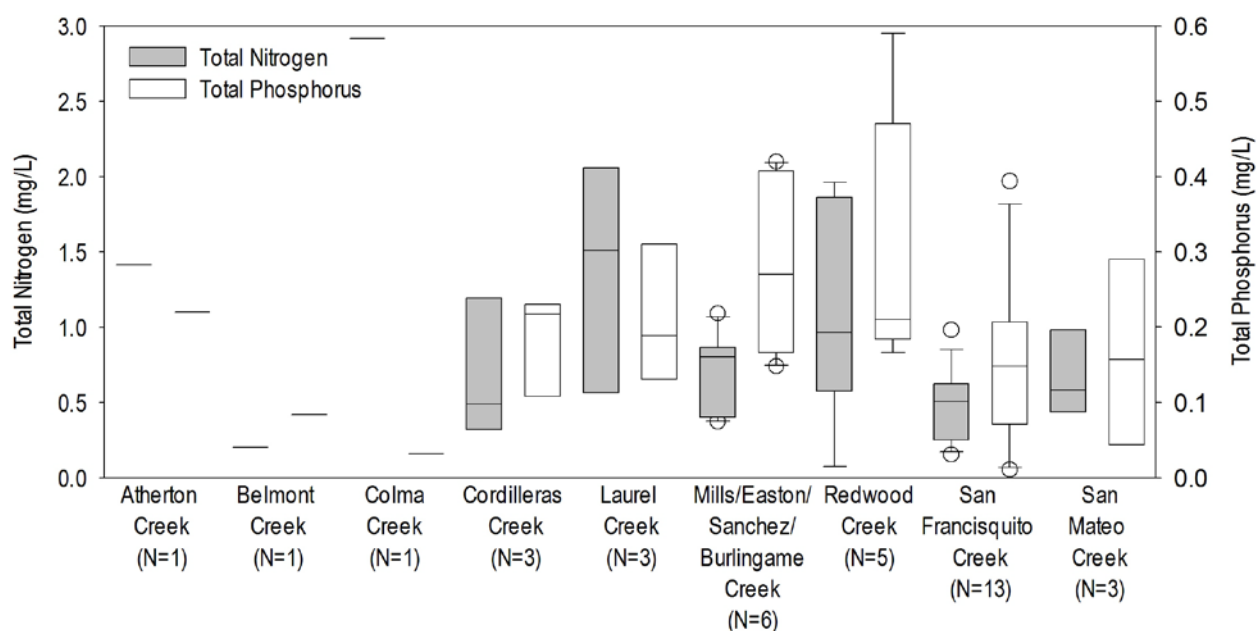 3.0
2.5
2.0
1.5
1.0
0.5
0.0
Total Nitrogen (mg/L)
Total Nitrogen
Total Phosphorus
0.6
0.5
0.4
0.3
0.2
0.1
0.0
Total Phosphorus (mg/L)
Atherton
Creek
(N=1)
Belmont
Creek
(N=1)
Colma
Creek
(N=1)
Cordilleras
Creek
(N=3)
Laurel
Creek
(N=3)
Mills/Easton/
Sanchez/
Burlingame
Creek
(N=6)
Redwood
Creek
(N=5)
San
Francisquito
Creek
(N=13)
San
Mateo
Creek
(N=3)